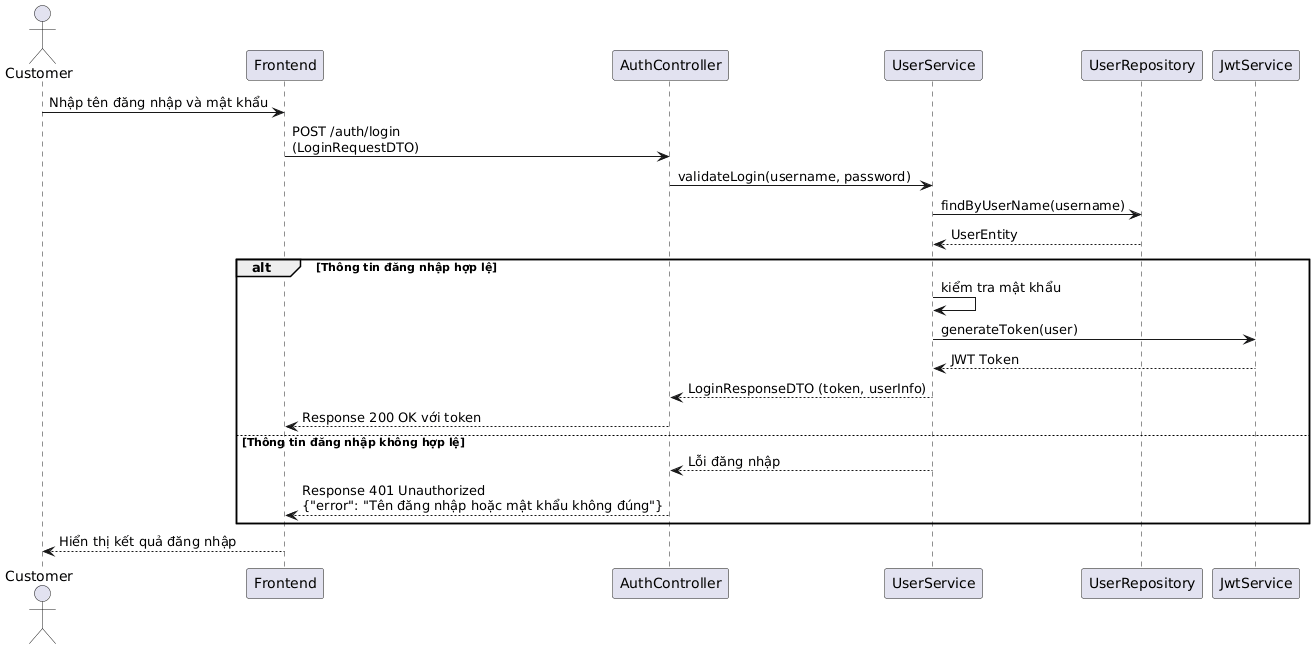 Customer
Frontend
AuthController
UserService
UserRepository
JwtService
Nhập tên đăng nhập và mật khẩu
POST /auth/login
(LoginRequestDTO)
validateLogin(username, password)
findByUserName(username)
UserEntity
alt
[Thông tin đăng nhập hợp lệ]
kiểm tra mật khẩu
generateToken(user)
JWT Token
LoginResponseDTO (token, userInfo)
Response 200 OK với token
[Thông tin đăng nhập không hợp lệ]
Lỗi đăng nhập
Response 401 Unauthorized
{"error": "Tên đăng nhập hoặc mật khẩu không đúng"}
Hiển thị kết quả đăng nhập
Customer
Frontend
AuthController
UserService
UserRepository
JwtService